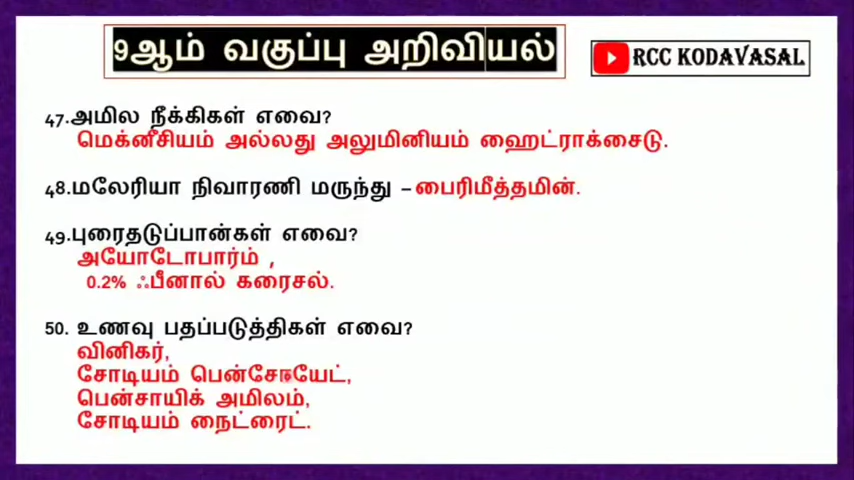 9ஆம் வகுப்பு அறிவியல்
RCC KODAVASAL
47.அமில நீக்கிகள் எவை?
மெக்னீசியம் அல்லது அலுமினியம் ஹைட்ராக்சைடு.
48.மலேரியா நிவாரணி மருந்து – பைரிமீத்தமின்.
49.புரைதடுப்பான்கள் எவை?
அயோடோபார்ம் ,
0.2% ஃபீனால் கரைசல்.
50. உணவு பதப்படுத்திகள் எவை?
வினிகர்,
சோடியம் பென்சோயேட்,
பென்சாயிக் அமிலம்,
சோடியம் நைட்ரைட்.